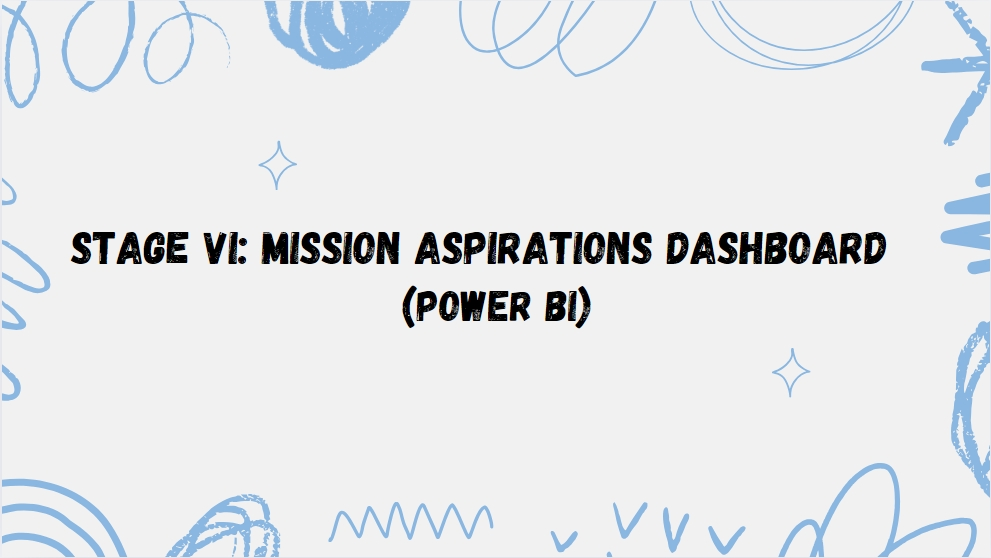 STAGE VI: MISSION ASPIRATIONS DASHBOARD
(POWER BI)